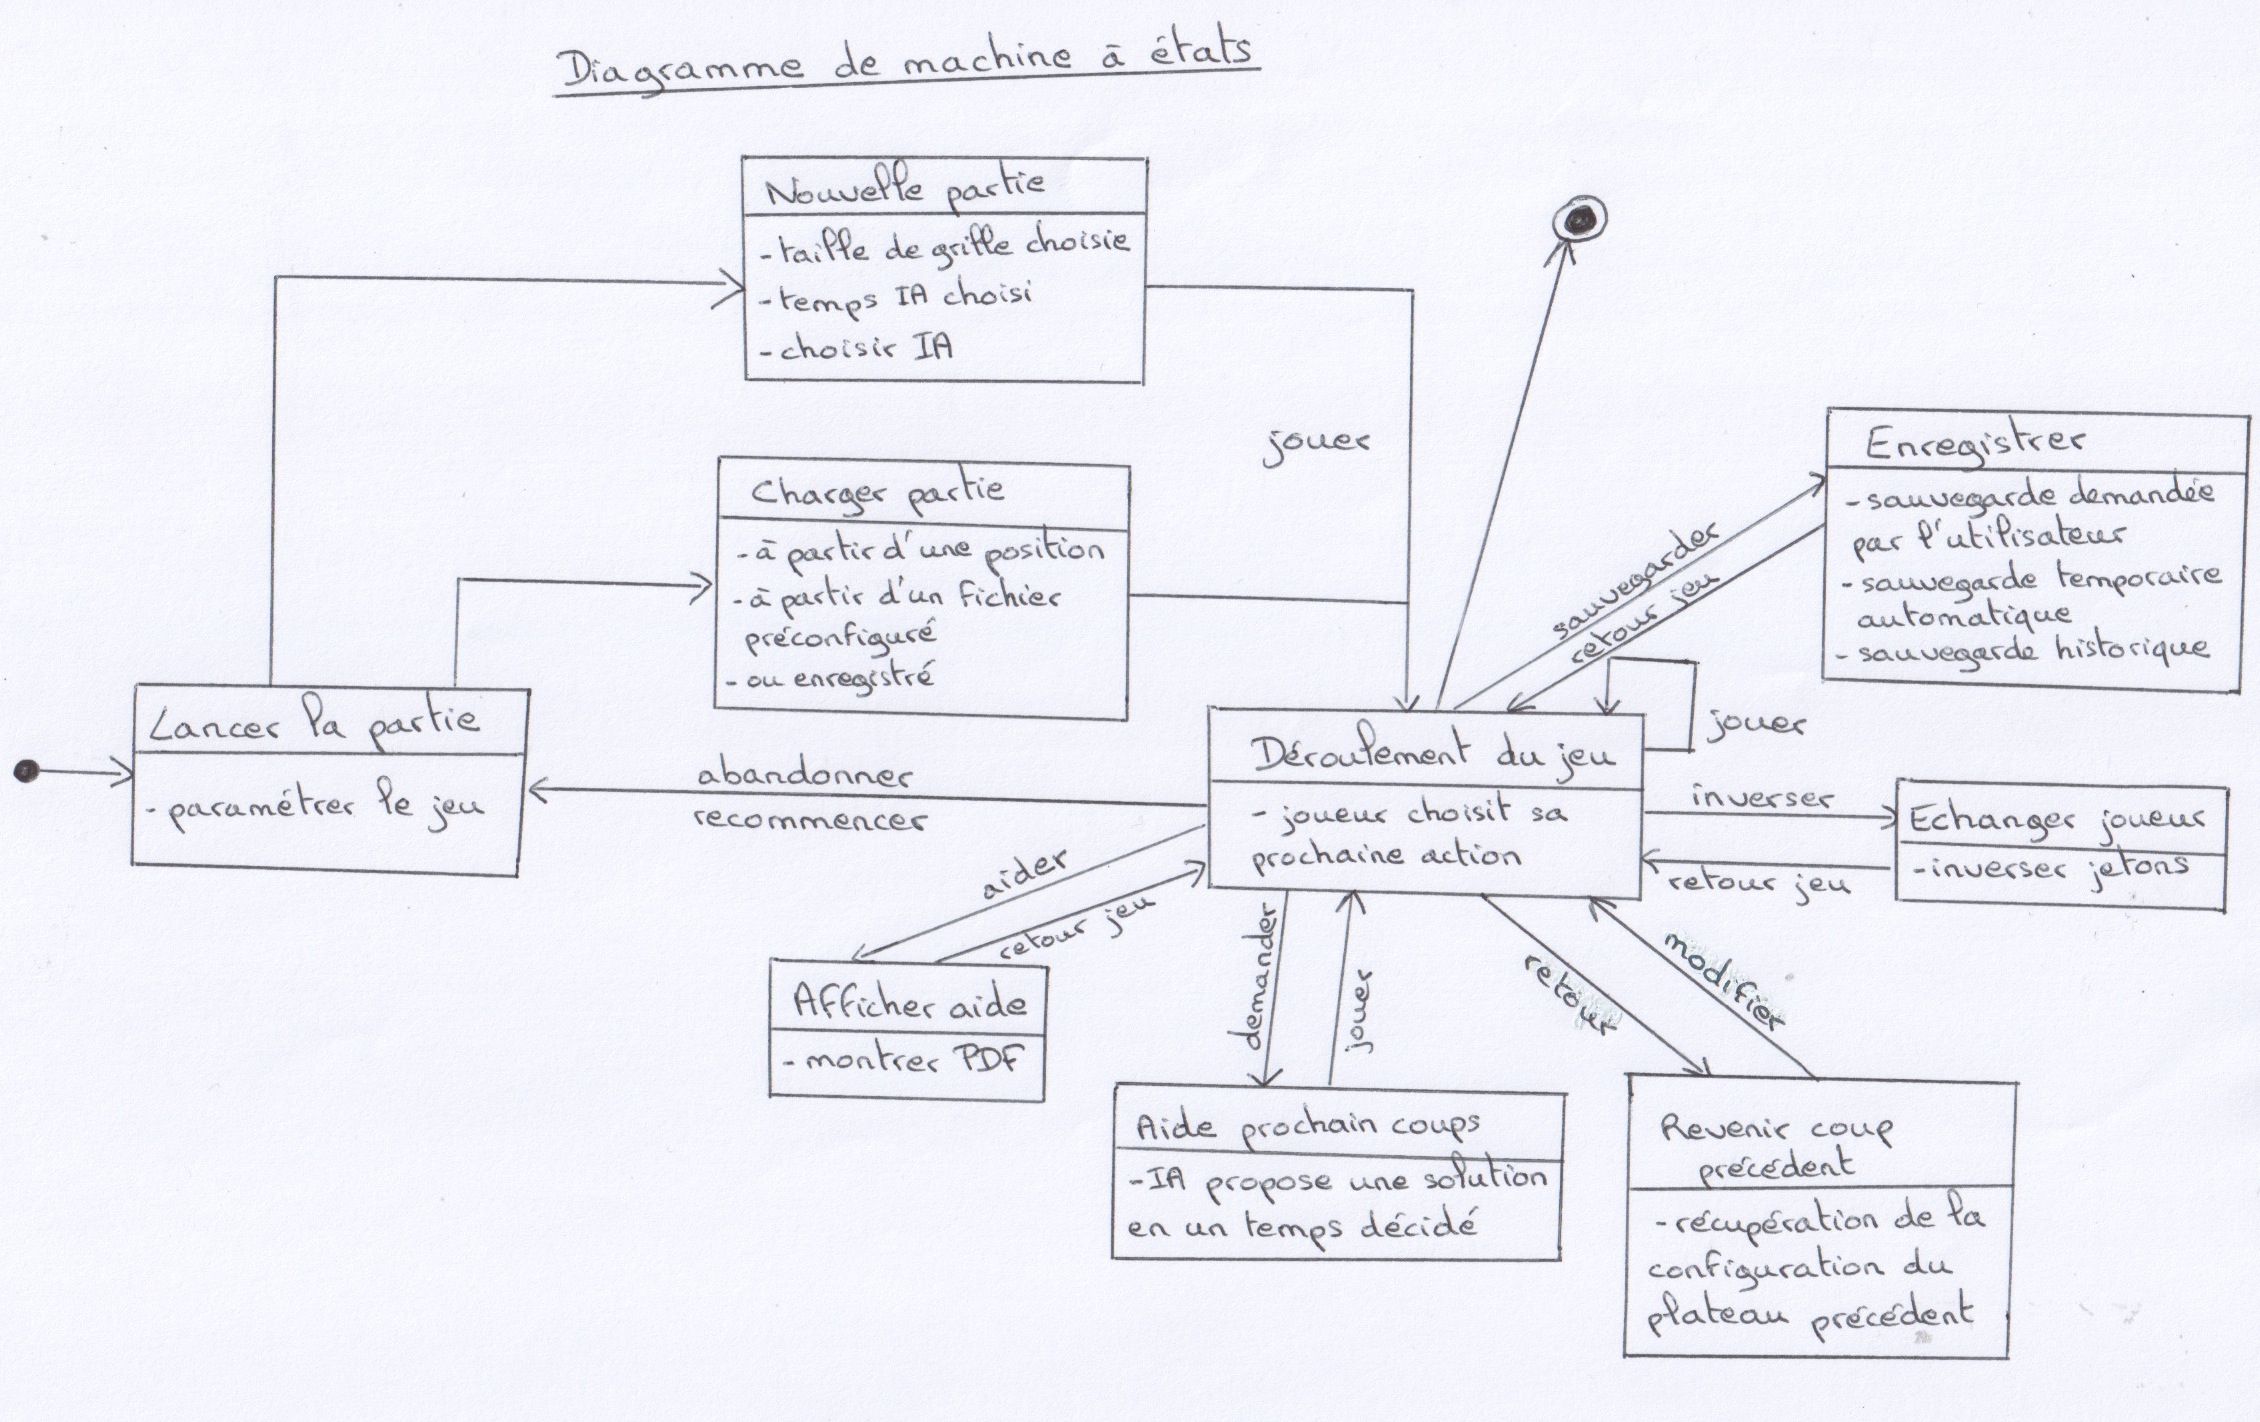 Diagramme de machine à états
Nouvelle partie
- taille de grille choisie
- temps IA choisi
- choisir IA
jouer
Charger partie
- à partir d'une position
- à partir d'un fichier
préconfiguré
- ou enregistré
Enregistrer
- sauvegarde demandée
par l'utilisateur
- sauvegarde temporaire
automatique
- sauvegarde historique
sauvegarder
retour jeu
jouer
Lancer la partie
- paramétrer le jeu
abandonner
recommencer
Déroulement du jeu
- joueur choisit sa
prochaine action
inverser
retour jeu
Echanger joueur
- inverser jetons
aider
retour jeu
Afficher aide
- montrer PDF
demander
jouer
retour
modifier
Aide prochain coups
- IA propose une solution
en un temps décidé
Revenir coup
précédent
- récupération de la
configuration du
plateau précédent